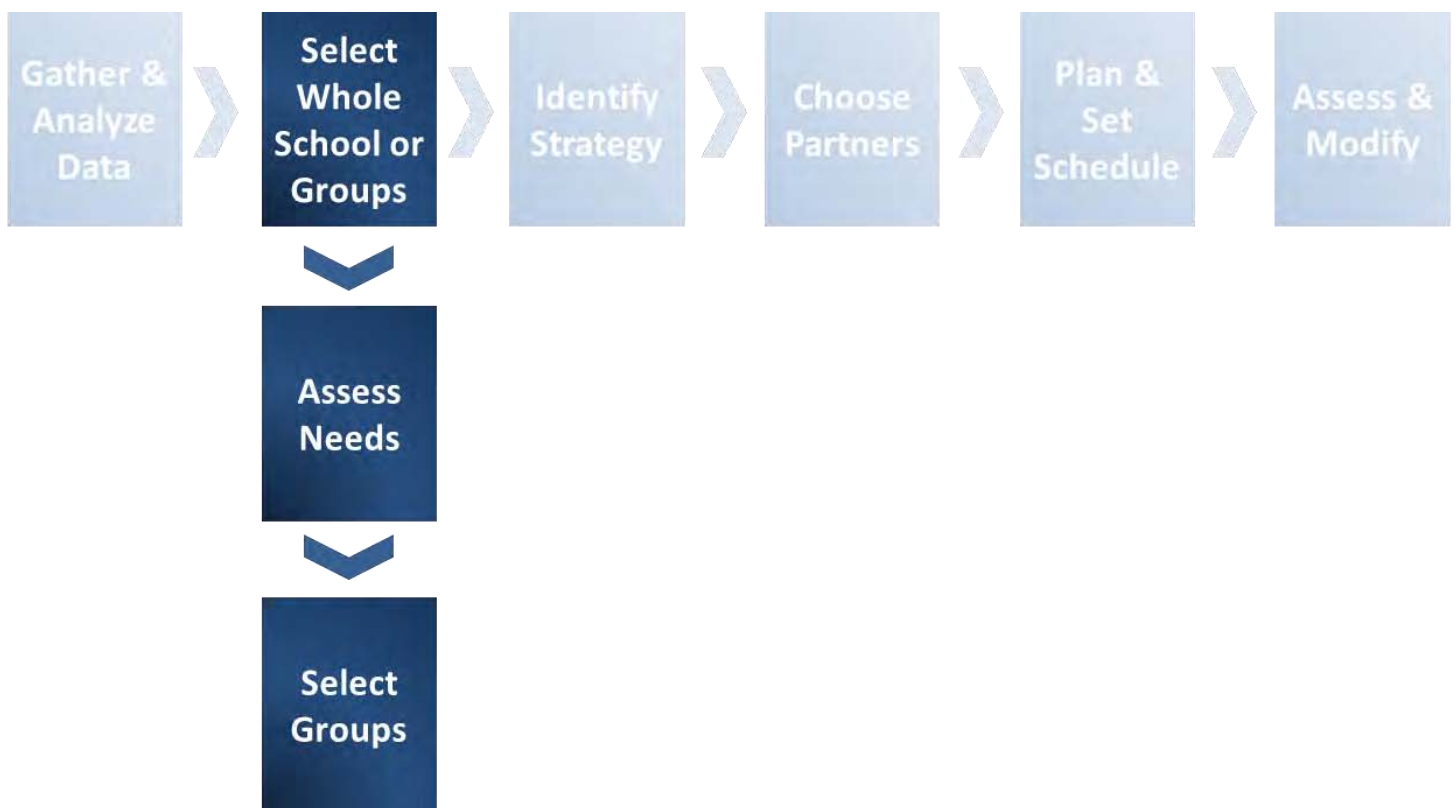 Gather &
Analyze
Data
Select
Whole
School or
Groups
Identify
Strategy
Choose
Partners
Plan &
Set
Schedule
Assess &
Modify
Assess
Needs
Select
Groups